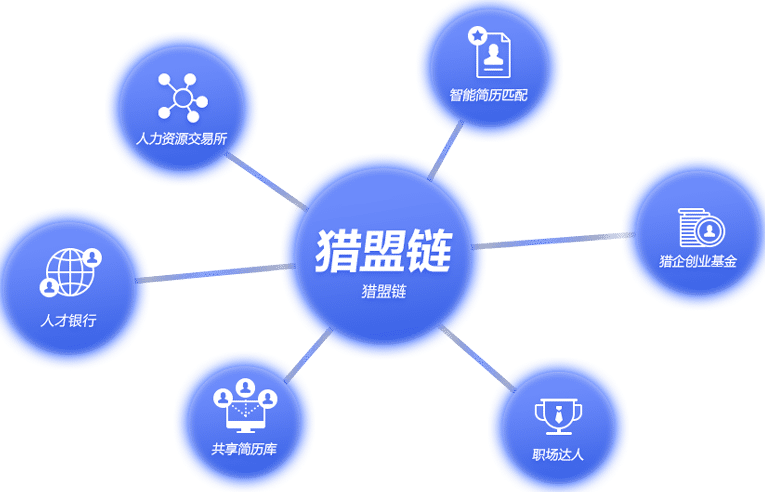 智能简历匹配
人力资源交易所
猎盟链
猎盟链
猎企创业基金
人才银行
共享简历库
职场达人